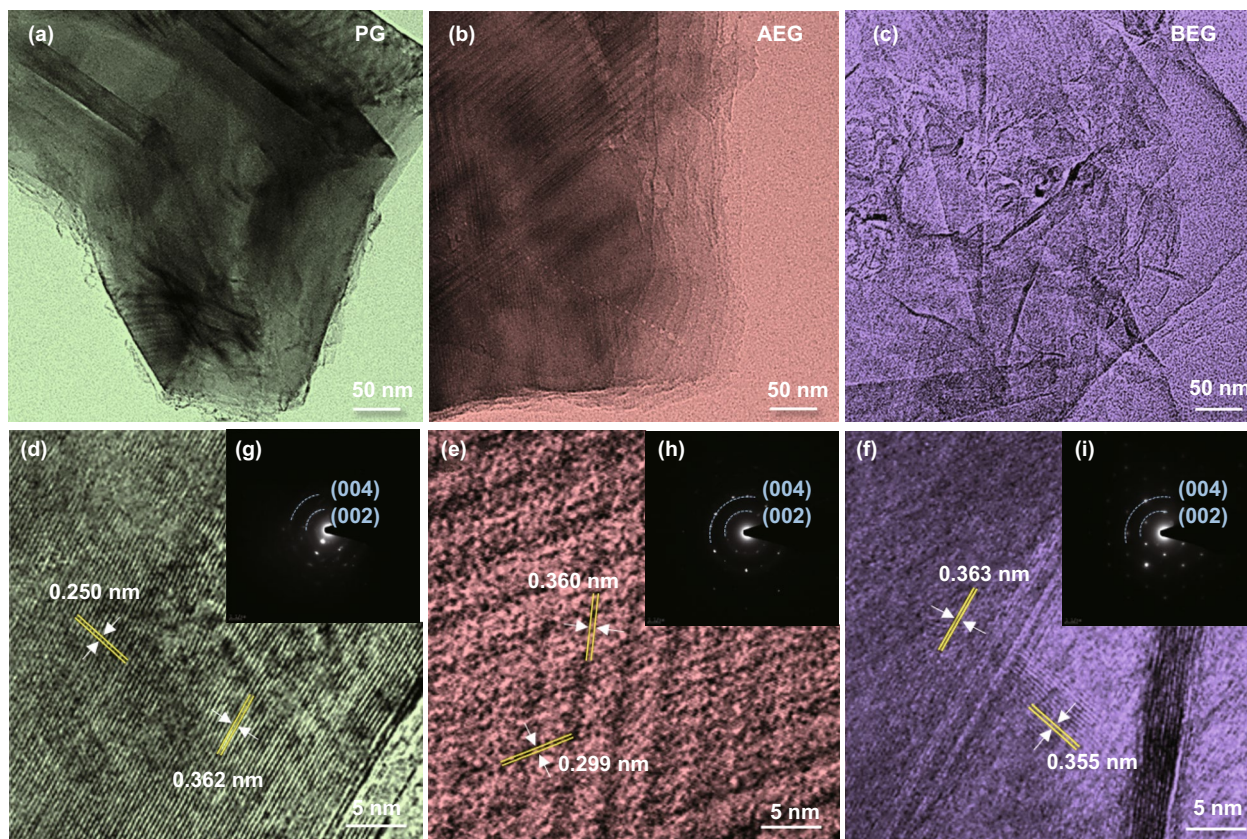 (a) PG
(b) AEG
(c) BEG
50 nm
50 nm
50 nm
(d)
(g)
(004)
(002)
0.250 nm
0.362 nm
5 nm
(e)
(h)
(004)
(002)
0.360 nm
0.299 nm
5 nm
(f)
(i)
(004)
(002)
0.363 nm
0.355 nm
5 nm